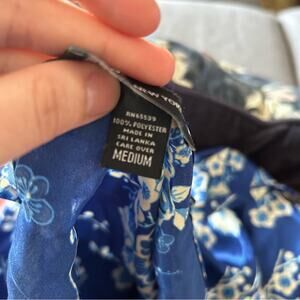 RN65539
100% POLYESTER
MADE IN
SRI LANKA
CARE OVER
MEDIUM